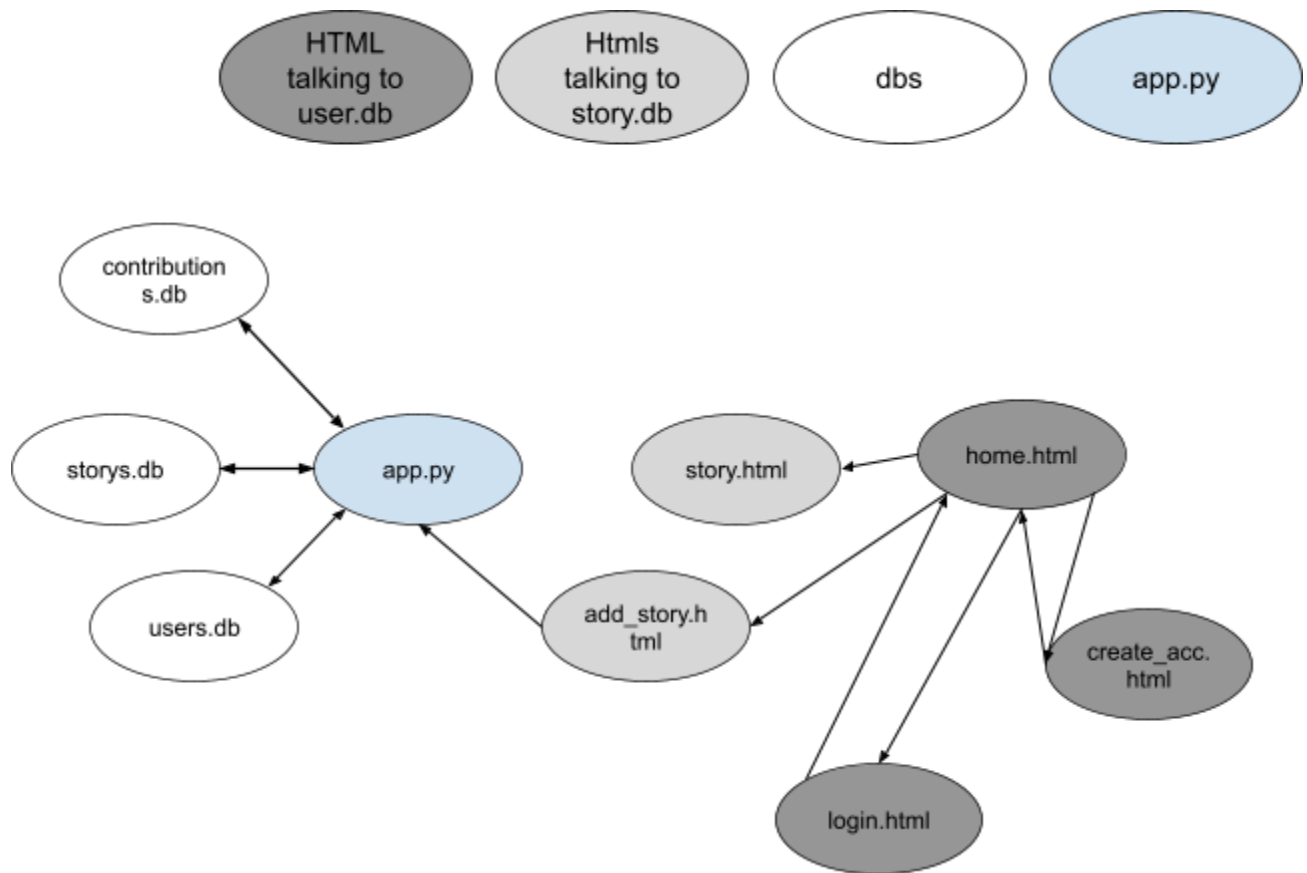 HTML
talking to
user.db
Htmls
talking to
story.db
dbs
app.py
contribution
s.db
storys.db
app.py
story.html
home.html
users.db
add_story.h
tml
create_acc.
html
login.html